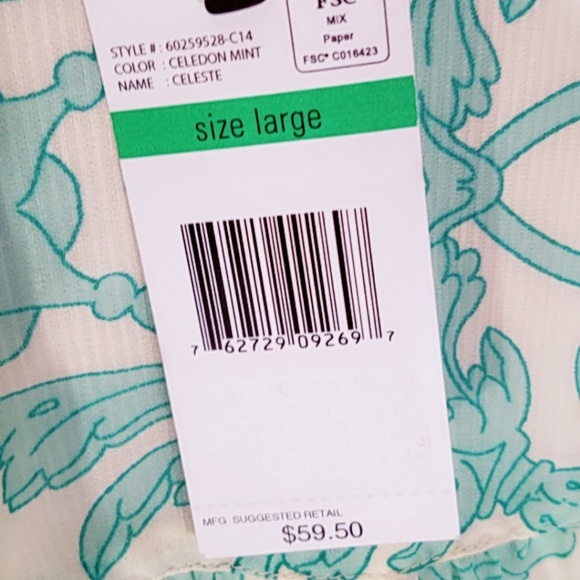 FSC
MIX
Paper
FSC® C016423
STYLE # : 60259528-C14
COLOR : CELEDON MINT
NAME : CELESTE
size large
7 62729 09269 7
MFG. SUGGESTED RETAIL
$59.50